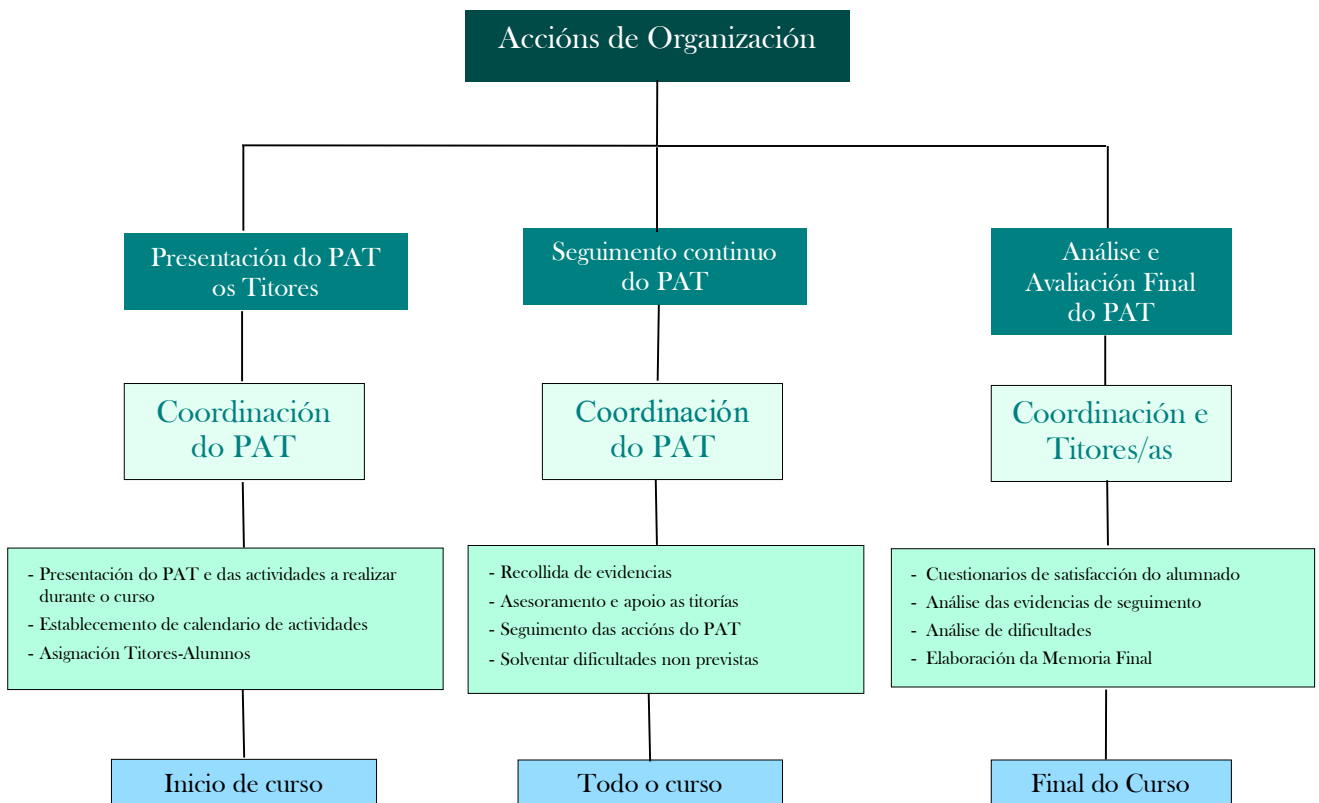 Accións de Organización
Presentación do PAT
os Titores
Coordinación
do PAT
- Presentación do PAT e das actividades a realizar
durante o curso
- Establecemento de calendario de actividades
- Asignación Titores-Alumnos
Inicio de curso
Seguimento continuo
do PAT
Coordinación
do PAT
- Recollida de evidencias
- Asesoramento e apoio as titorías
- Seguimento das accións do PAT
- Solventar dificultades non previstas
Todo o curso
Análise e
Avaliación Final
do PAT
Coordinación e
Titores/as
- Cuestionarios de satisfacción do alumnado
- Análise das evidencias de seguimento
- Análise de dificultades
- Elaboración da Memoria Final
Final do Curso